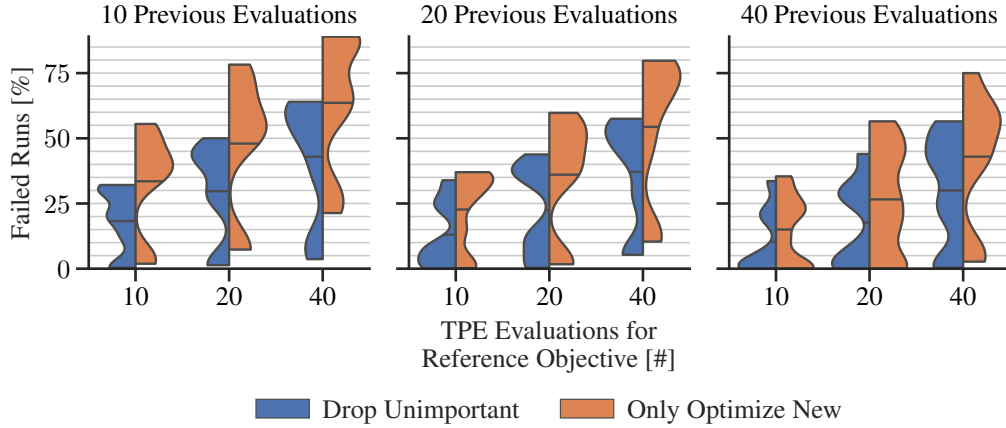 10 Previous Evaluations
20 Previous Evaluations
40 Previous Evaluations
Failed Runs [%]
75
50
25
0
10
20
40
10
20
40
10
20
40
TPE Evaluations for
Reference Objective [#]
Drop Unimportant
Only Optimize New